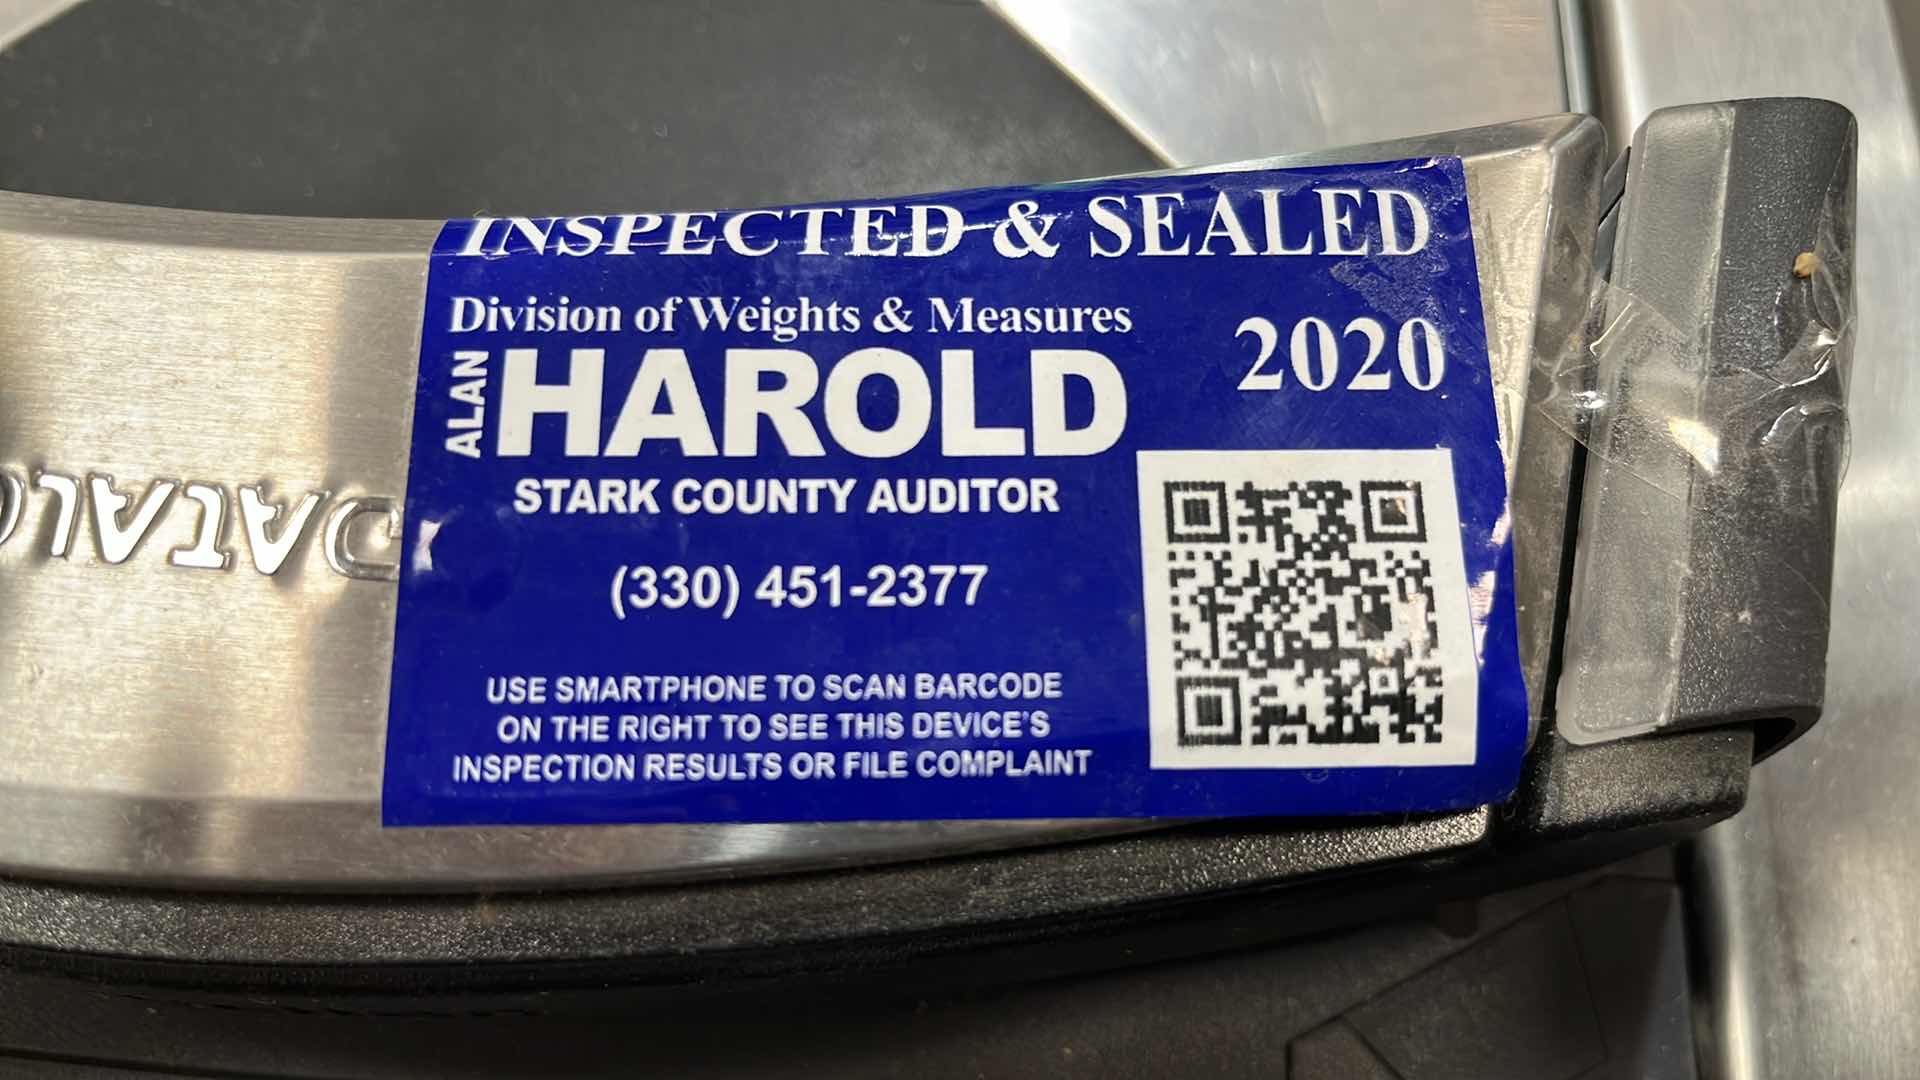 INSPECTED & SEALED
Division of Weights & Measures
2020
ALAN
HAROLD
STARK COUNTY AUDITOR
(330) 451-2377
USE SMARTPHONE TO SCAN BARCODE
ON THE RIGHT TO SEE THIS DEVICE'S
INSPECTION RESULTS OR FILE COMPLAINT
DATALO